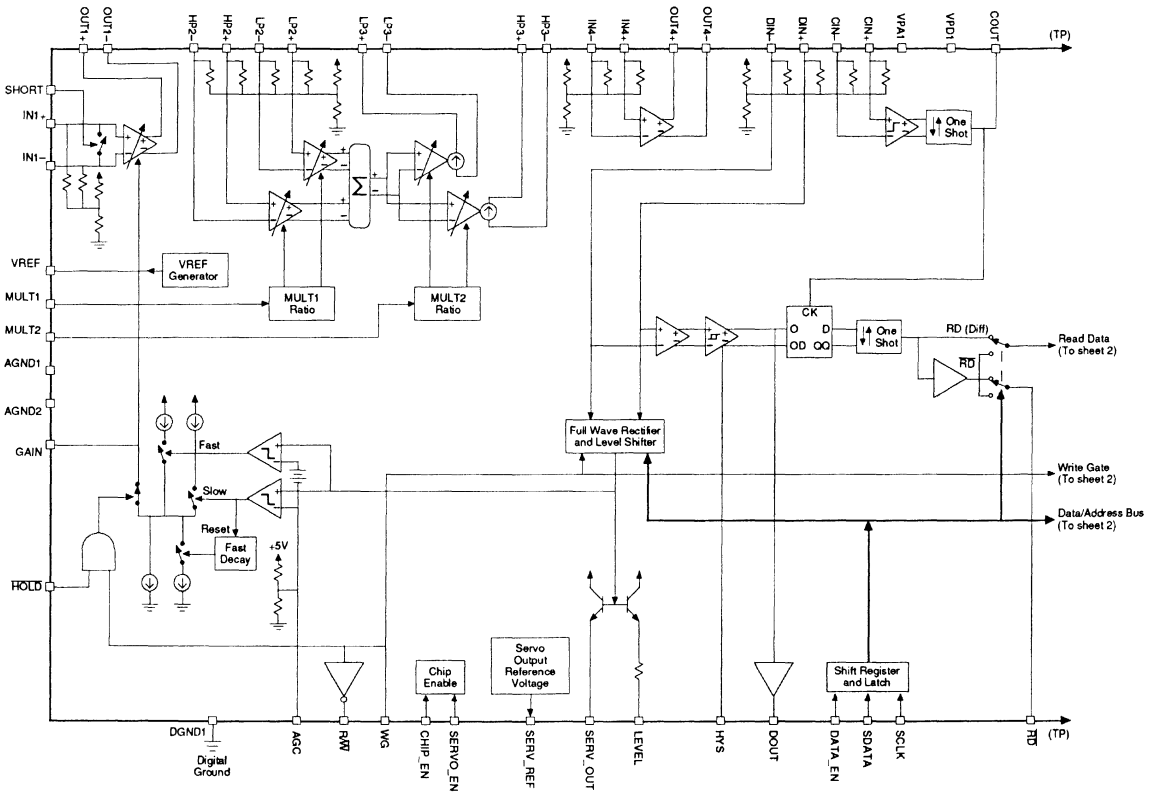 OUT1+ OUT1- HP2- HP2+ LP2- LP2+ LP3- LP3- HP3- HP3- IN4- IN4+ OUT4+ OUT4- DIN- DIN+ CIN- CIN+ VPA1 VPD1 COUT (TP)
SHORT
IN1+
IN1-
One
Shot
Σ
VREF
VREF
Generator
MULT1
MULT1
Ratio
MULT2
Ratio
MULT2
CK
O D
OD QQ
One
Shot
RD (Diff)
RD
Read Data
(To sheet 2)
AGND1
AGND2
GAIN
Fast
Slow
Reset
Fast
Decay
+5V
HOLD
Full Wave Rectifier
and Level Shifter
Write Gate
(To sheet 2)
Data/Address Bus
(To sheet 2)
Chip
Enable
Servo
Output
Reference
Voltage
Shift Register
and Latch
DGND1
Digital
Ground
AGC R/W WG CHIP_EN SERVO_EN SERV_REF SERV_OUT LEVEL HYS DOUT DATA_EN SDATA SCLK RD (TP)